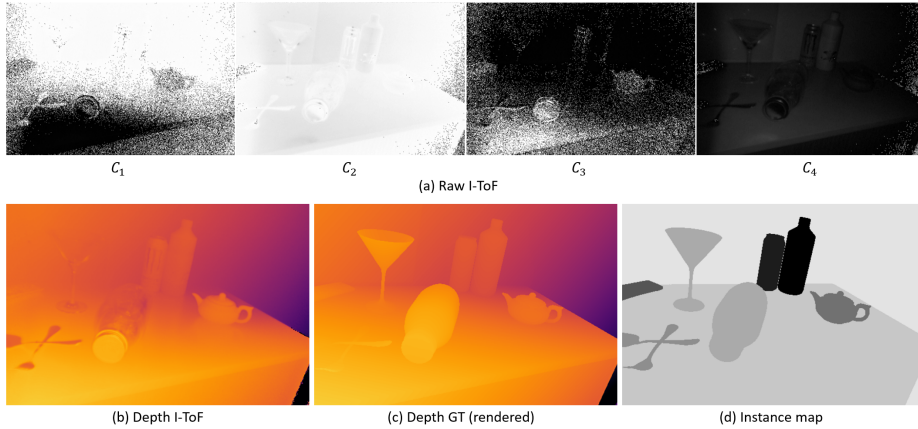 C₁ C₂ C₃ C₄
(a) Raw I-ToF
(b) Depth I-ToF (c) Depth GT (rendered) (d) Instance map